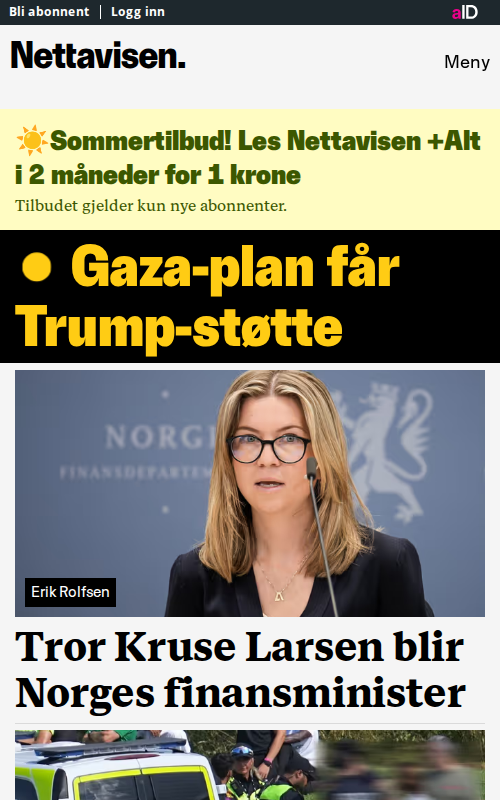 Bli abonnent | Logg inn
aID
Nettavisen.
Meny
☀️Sommertilbud! Les Nettavisen +Alt
i 2 måneder for 1 krone
Tilbudet gjelder kun nye abonnenter.
Gaza-plan får
Trump-støtte
NORG
FINANSDEPARTEM
Erik Rolfsen
Tror Kruse Larsen blir
Norges finansminister